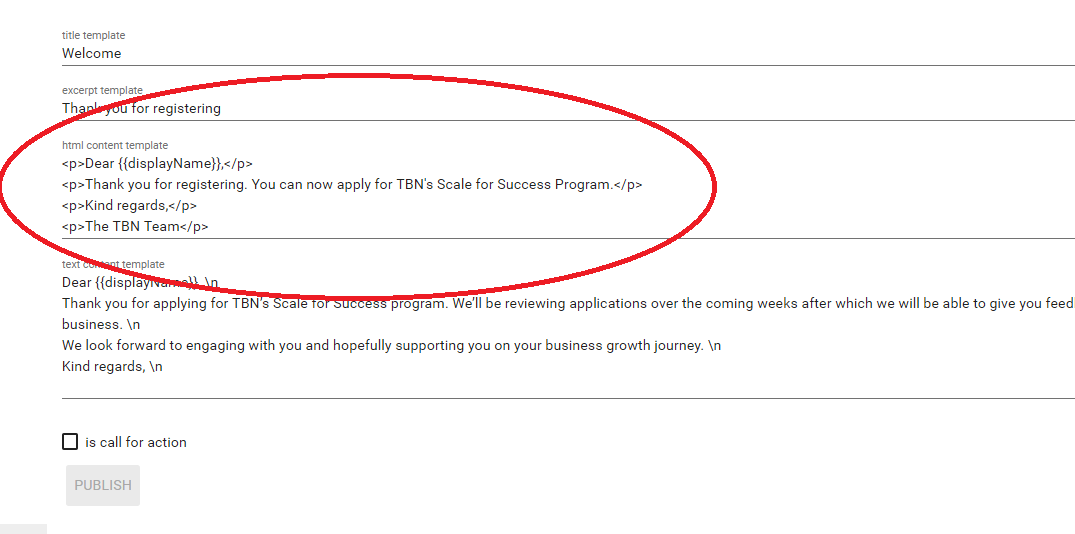 title template
Welcome
excerpt template
Thank you for registering
html content template
<p>Dear {{displayName}},</p>
<p>Thank you for registering. You can now apply for TBN's Scale for Success Program.</p>
<p>Kind regards,</p>
<p>The TBN Team</p>
text content template
Dear {{displayName}}, \n
Thank you for applying for TBN's Scale for Success program. We'll be reviewing applications over the coming weeks after which we will be able to give you feed
business. \n
We look forward to engaging with you and hopefully supporting you on your business growth journey. \n
Kind regards, \n
is call for action
PUBLISH